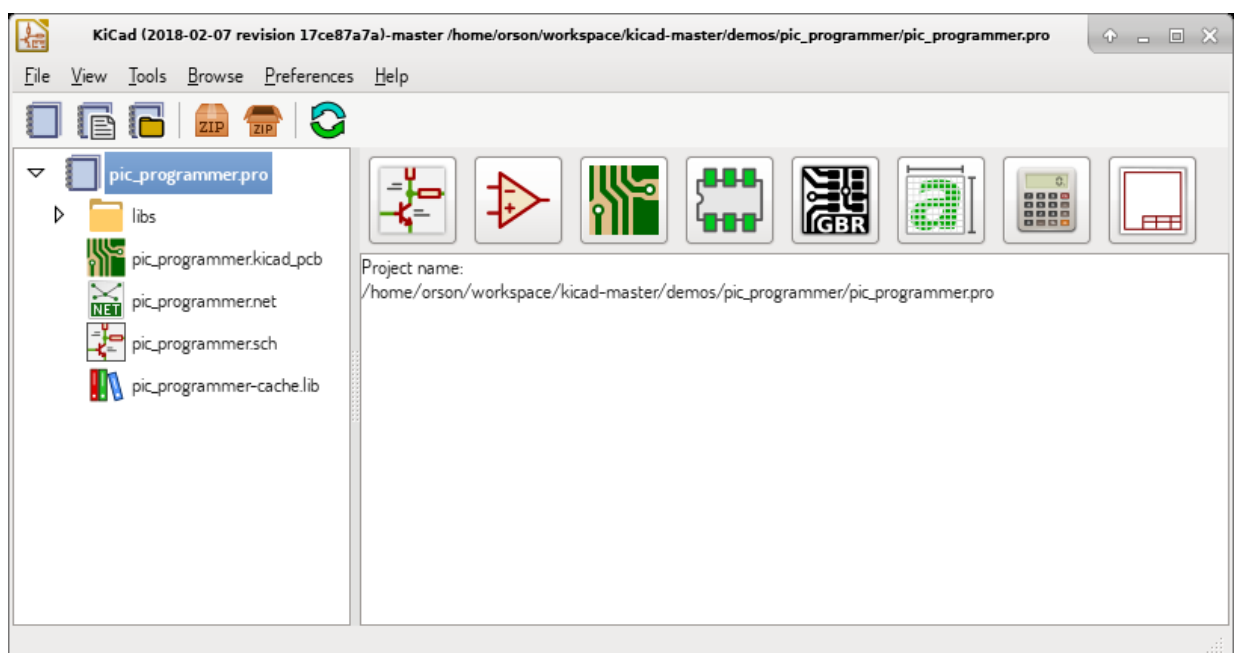 KiCad (2018-02-07 revision 17ce87a7a)-master /home/orson/workspace/kicad-master/demos/pic_programmer/pic_programmer.pro
File View Tools Browse Preferences Help
ZIP ZIP
pic_programmer.pro
libs
pic_programmer.kicad_pcb
NET pic_programmer.net
pic_programmer.sch
pic_programmer-cache.lib
GBR a 0.
Project name:
/home/orson/workspace/kicad-master/demos/pic_programmer/pic_programmer.pro